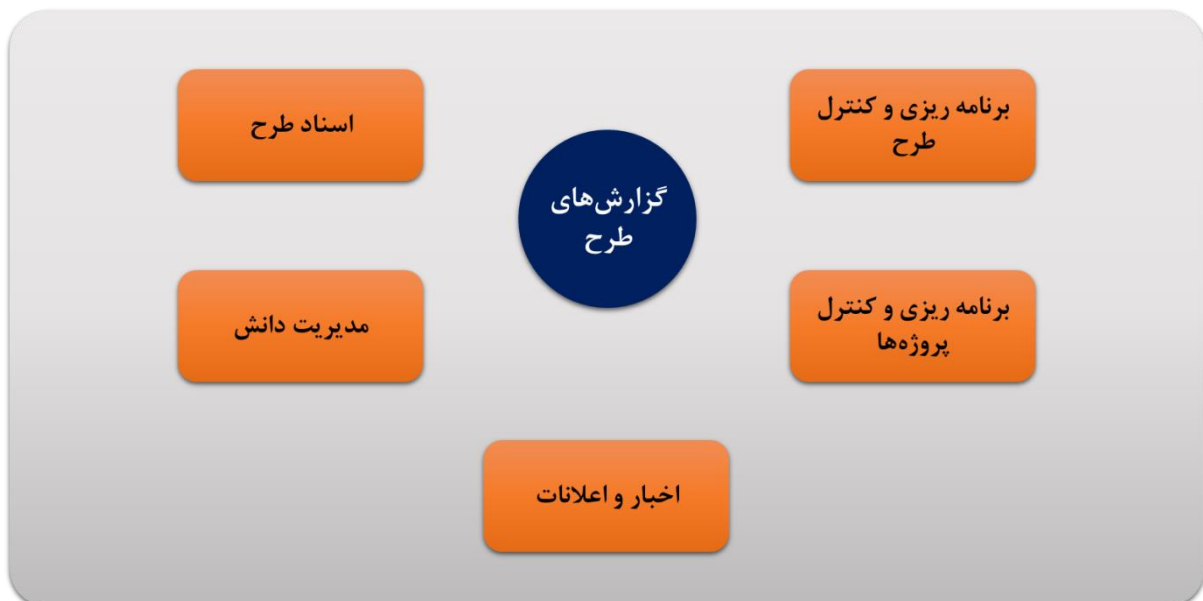 برنامه ریزی و کنترل
طرح
اسناد طرح
گزارش‌های
طرح
برنامه ریزی و کنترل
پروژه‌ها
مدیریت دانش
اخبار و اعلانات